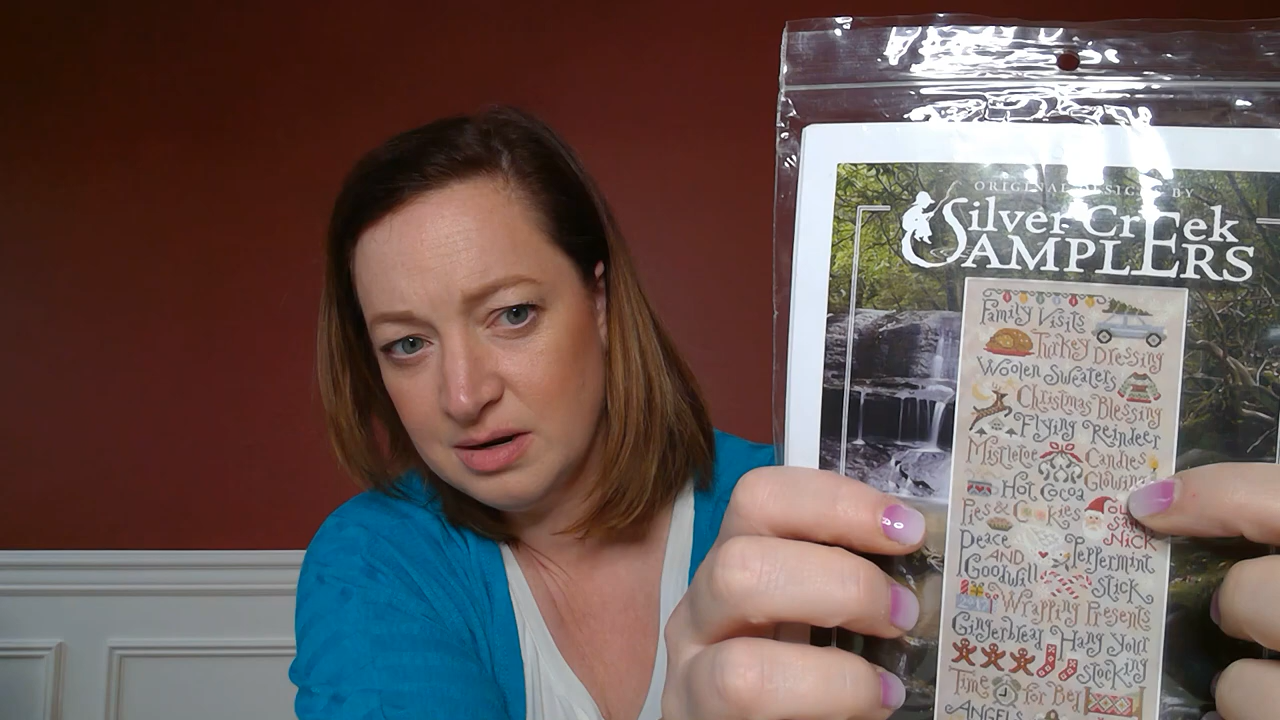 ORIGINAL DESIGNS BY
Silver CrEek
SAMPLERS
Family Visits
Turkey Dressing
Woolen Sweaters
Christmas Blessing
Flying Reindeer
Mistletoe Candles
Glowing
Hot Cocoa
Pies & Cookies
Nick
Peace
AND Peppermint
Goodwill Stick
Wrapping Presents
Gingerbread Hang Your
Stocking
Time for Bed
ANGELS